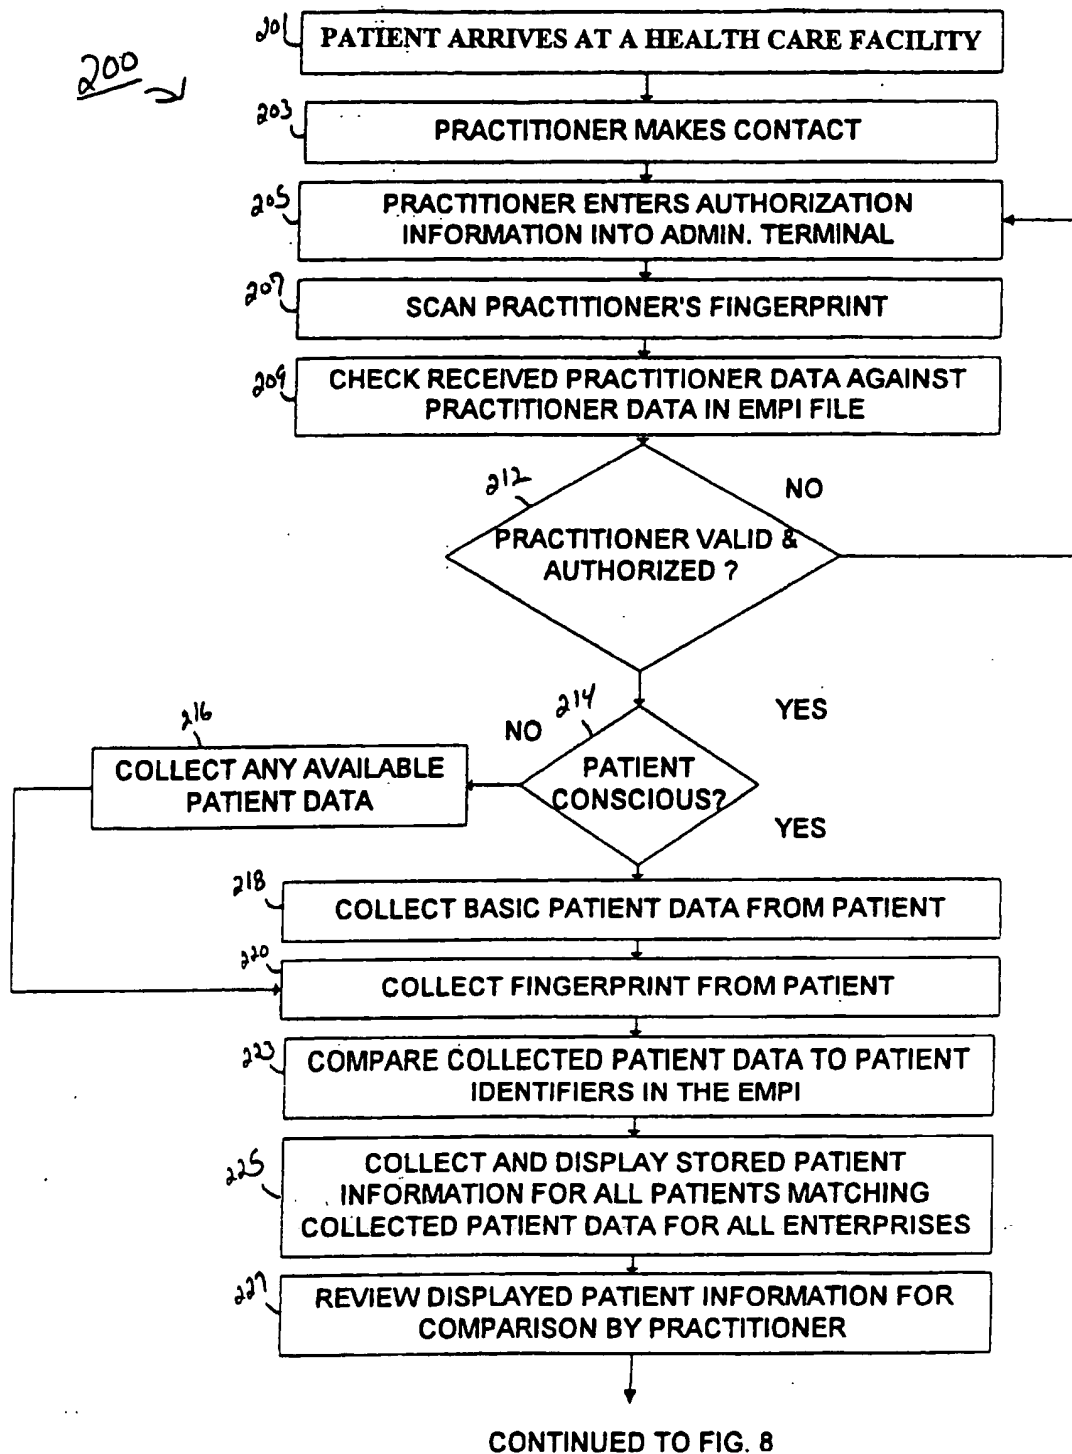 200
201
PATIENT ARRIVES AT A HEALTH CARE FACILITY
203
PRACTITIONER MAKES CONTACT
205
PRACTITIONER ENTERS AUTHORIZATION
INFORMATION INTO ADMIN. TERMINAL
207
SCAN PRACTITIONER'S FINGERPRINT
209
CHECK RECEIVED PRACTITIONER DATA AGAINST
PRACTITIONER DATA IN EMPI FILE
212
NO
PRACTITIONER VALID &
AUTHORIZED ?
YES
214
NO
PATIENT
CONSCIOUS?
YES
216
COLLECT ANY AVAILABLE
PATIENT DATA
218
COLLECT BASIC PATIENT DATA FROM PATIENT
220
COLLECT FINGERPRINT FROM PATIENT
223
COMPARE COLLECTED PATIENT DATA TO PATIENT
IDENTIFIERS IN THE EMPI
225
COLLECT AND DISPLAY STORED PATIENT
INFORMATION FOR ALL PATIENTS MATCHING
COLLECTED PATIENT DATA FOR ALL ENTERPRISES
227
REVIEW DISPLAYED PATIENT INFORMATION FOR
COMPARISON BY PRACTITIONER
CONTINUED TO FIG. 8